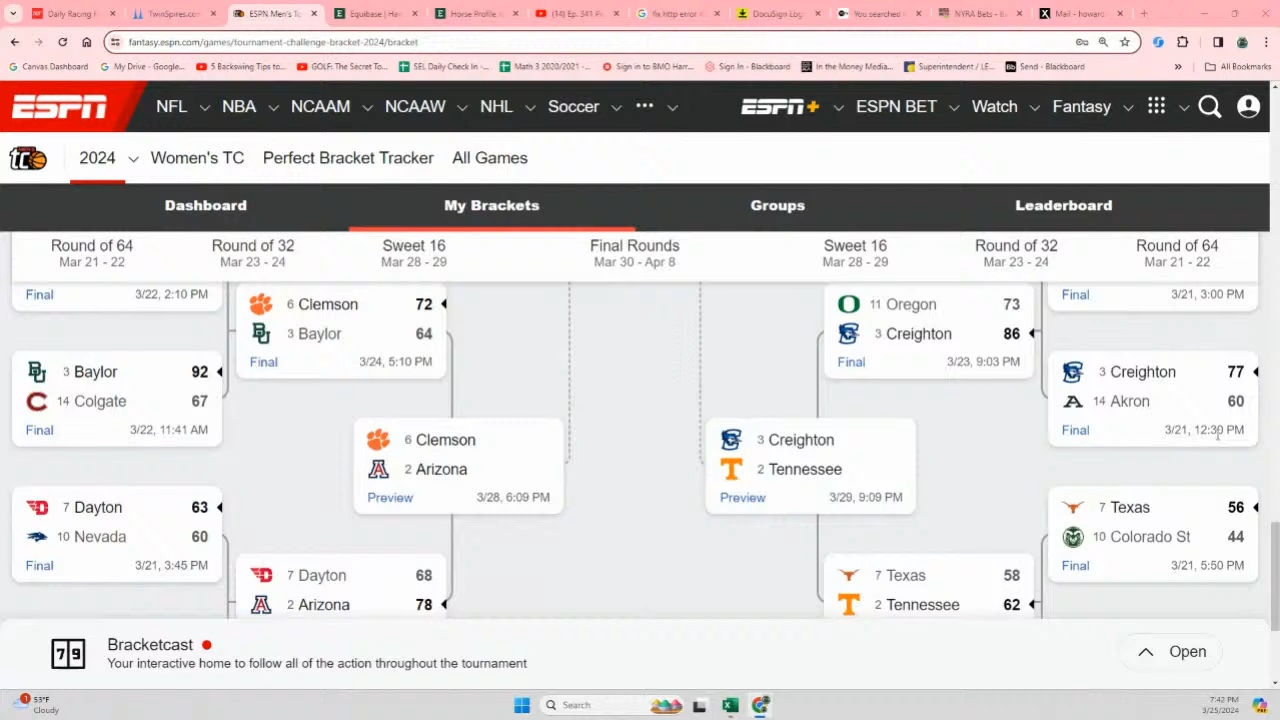 Daily Racing F
TwinSpires.com
ESPN Men's To
Equibase | He
Horse Profile
(14) Ep. 341 P
fix http error
DocuSign Logi
You searched
NYRA Bets - B
Mail - howard
fantasy.espn.com/games/tournament-challenge-bracket-2024/bracket
Canvas Dashboard
My Drive - Google...
5 Backswing Tips to...
GOLF: The Secret To...
SEL Daily Check In -...
Math 3 2020/2021 -...
Sign in to BMO Harr...
Sign In - Blackboard
In the Money Media...
Superintendent / LE...
Send - Blackboard
»
All Bookmarks
ESPN
NFL
NBA
NCAAM
NCAAW
NHL
Soccer
ESPN+
ESPN BET
Watch
Fantasy
TC
2024
Women's TC
Perfect Bracket Tracker
All Games
Dashboard
My Brackets
Groups
Leaderboard
Round of 64
Round of 32
Sweet 16
Final Rounds
Sweet 16
Round of 32
Round of 64
Mar 21 - 22
Mar 23 - 24
Mar 28 - 29
Mar 30 - Apr 8
Mar 28 - 29
Mar 23 - 24
Mar 21 - 22
Final 3/22, 2:10 PM
6 Clemson 72
3 Baylor 64
Final 3/24, 5:10 PM
11 Oregon 73
3 Creighton 86
Final 3/23, 9:03 PM
Final 3/21, 3:00 PM
3 Baylor 92
14 Colgate 67
Final 3/22, 11:41 AM
3 Creighton 77
14 Akron 60
Final 3/21, 12:30 PM
6 Clemson
2 Arizona
Preview 3/28, 6:09 PM
3 Creighton
2 Tennessee
Preview 3/29, 9:09 PM
7 Dayton 63
10 Nevada 60
Final 3/21, 3:45 PM
7 Texas 56
10 Colorado St 44
Final 3/21, 5:50 PM
7 Dayton 68
2 Arizona 78
7 Texas 58
2 Tennessee 62
79
Bracketcast
Your interactive home to follow all of the action throughout the tournament
Open
1
53°F
Cloudy
Search
7:42 PM
3/25/2024